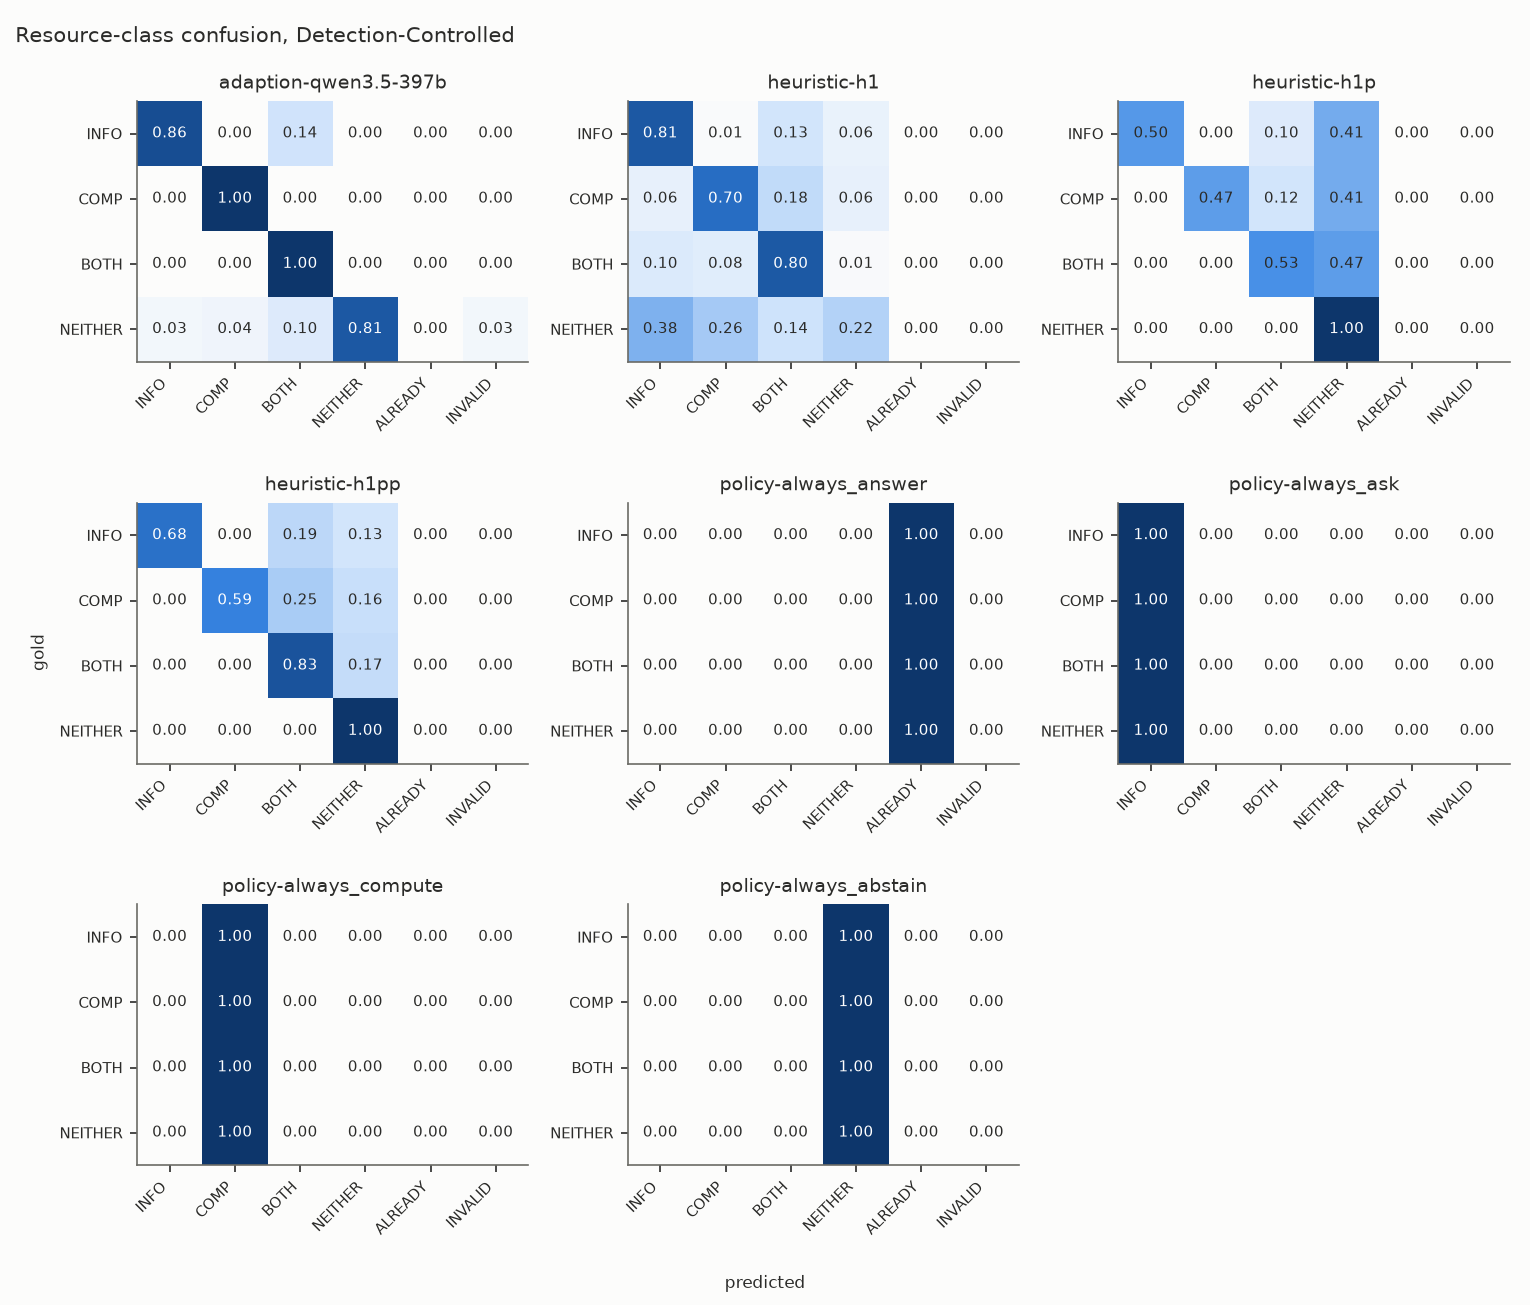 Resource-class confusion, Detection-Controlled
adaption-qwen3.5-397b
INFO 0.86 0.00 0.14 0.00 0.00 0.00
COMP 0.00 1.00 0.00 0.00 0.00 0.00
BOTH 0.00 0.00 1.00 0.00 0.00 0.00
NEITHER 0.03 0.04 0.10 0.81 0.00 0.03
INFO COMP BOTH NEITHER ALREADY INVALID
heuristic-h1
INFO 0.81 0.01 0.13 0.06 0.00 0.00
COMP 0.06 0.70 0.18 0.06 0.00 0.00
BOTH 0.10 0.08 0.80 0.01 0.00 0.00
NEITHER 0.38 0.26 0.14 0.22 0.00 0.00
INFO COMP BOTH NEITHER ALREADY INVALID
heuristic-h1p
INFO 0.50 0.00 0.10 0.41 0.00 0.00
COMP 0.00 0.47 0.12 0.41 0.00 0.00
BOTH 0.00 0.00 0.53 0.47 0.00 0.00
NEITHER 0.00 0.00 0.00 1.00 0.00 0.00
INFO COMP BOTH NEITHER ALREADY INVALID
gold
heuristic-h1pp
INFO 0.68 0.00 0.19 0.13 0.00 0.00
COMP 0.00 0.59 0.25 0.16 0.00 0.00
BOTH 0.00 0.00 0.83 0.17 0.00 0.00
NEITHER 0.00 0.00 0.00 1.00 0.00 0.00
INFO COMP BOTH NEITHER ALREADY INVALID
policy-always_answer
INFO 0.00 0.00 0.00 0.00 1.00 0.00
COMP 0.00 0.00 0.00 0.00 1.00 0.00
BOTH 0.00 0.00 0.00 0.00 1.00 0.00
NEITHER 0.00 0.00 0.00 0.00 1.00 0.00
INFO COMP BOTH NEITHER ALREADY INVALID
policy-always_ask
INFO 1.00 0.00 0.00 0.00 0.00 0.00
COMP 1.00 0.00 0.00 0.00 0.00 0.00
BOTH 1.00 0.00 0.00 0.00 0.00 0.00
NEITHER 1.00 0.00 0.00 0.00 0.00 0.00
INFO COMP BOTH NEITHER ALREADY INVALID
policy-always_compute
INFO 0.00 1.00 0.00 0.00 0.00 0.00
COMP 0.00 1.00 0.00 0.00 0.00 0.00
BOTH 0.00 1.00 0.00 0.00 0.00 0.00
NEITHER 0.00 1.00 0.00 0.00 0.00 0.00
INFO COMP BOTH NEITHER ALREADY INVALID
policy-always_abstain
INFO 0.00 0.00 0.00 1.00 0.00 0.00
COMP 0.00 0.00 0.00 1.00 0.00 0.00
BOTH 0.00 0.00 0.00 1.00 0.00 0.00
NEITHER 0.00 0.00 0.00 1.00 0.00 0.00
INFO COMP BOTH NEITHER ALREADY INVALID
predicted